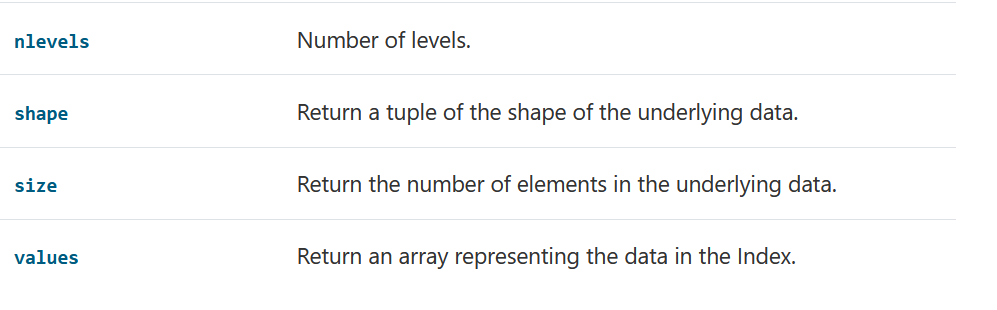 nlevels Number of levels.
shape Return a tuple of the shape of the underlying data.
size Return the number of elements in the underlying data.
values Return an array representing the data in the Index.